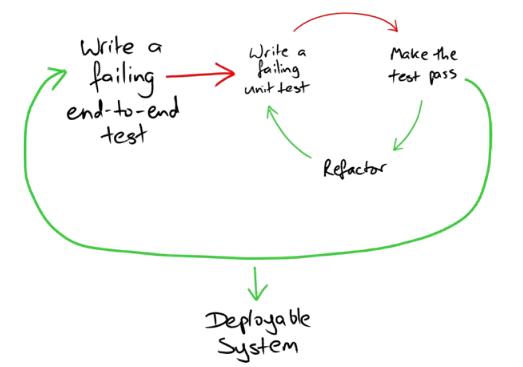 Write a
failing
end-to-end
test
Write a
failing
unit test
Make the
test pass
Refactor
Deployable
System